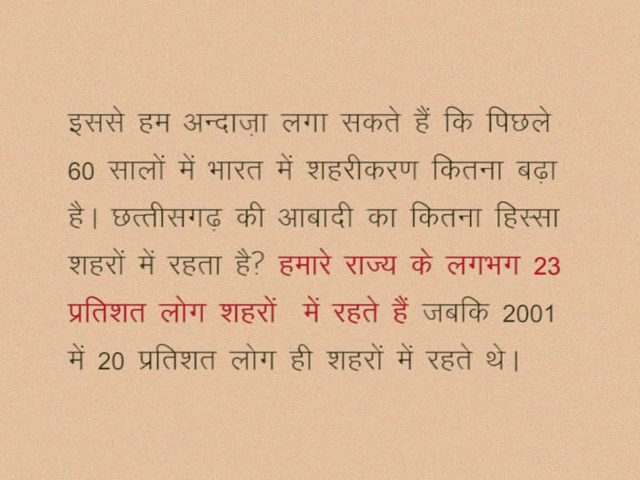 इससे हम अन्दाज़ा लगा सकते हैं कि पिछले
60 सालों में भारत में शहरीकरण कितना बढ़ा
है। छत्तीसगढ़ की आबादी का कितना हिस्सा
शहरों में रहता है? हमारे राज्य के लगभग 23
प्रतिशत लोग शहरों में रहते हैं जबकि 2001
में 20 प्रतिशत लोग ही शहरों में रहते थे।